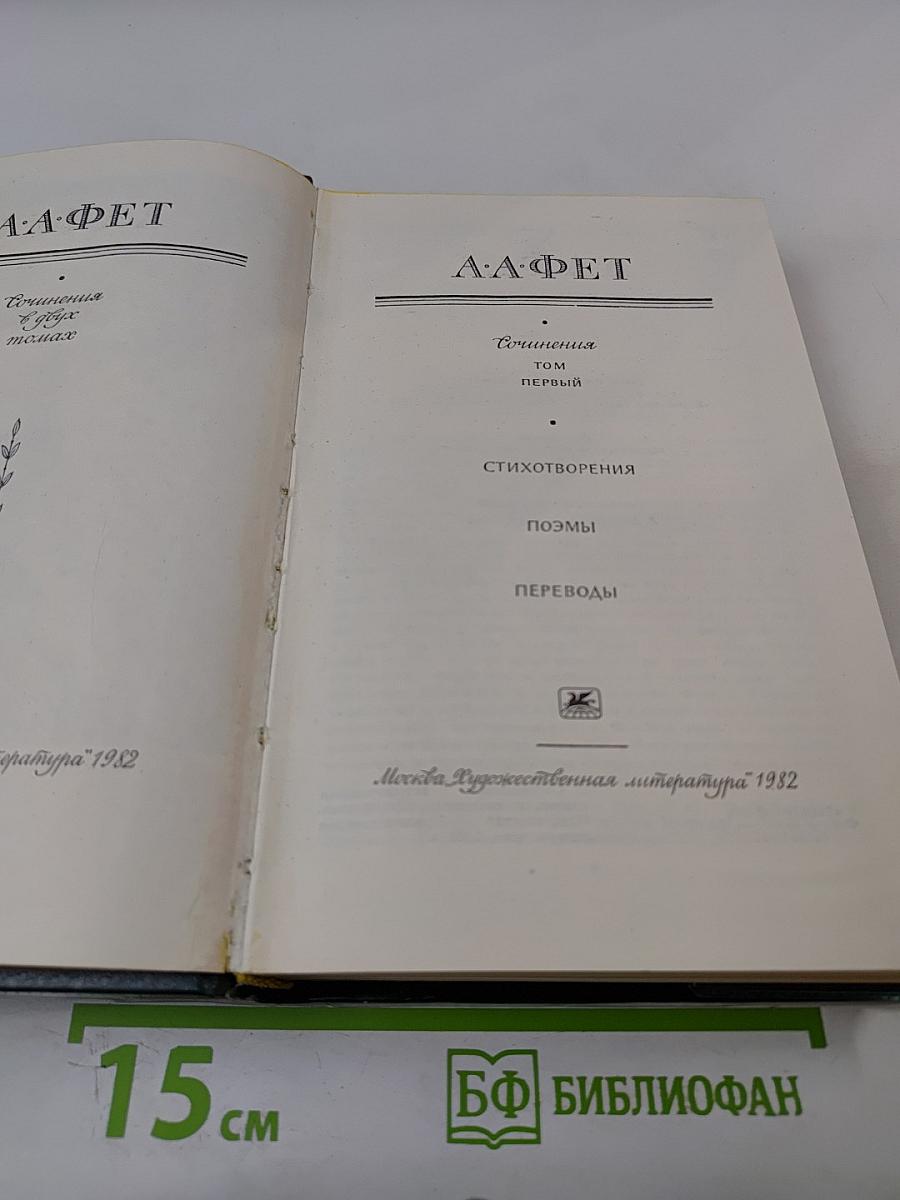 А·А·ФЕТ
Сочинения
в двух
томах
1982
А·А·ФЕТ
Сочинения
ТОМ
ПЕРВЫЙ
СТИХОТВОРЕНИЯ
ПОЭМЫ
ПЕРЕВОДЫ
Москва „Художественная литература" 1982
15 см
БФ БИБЛИОФАН